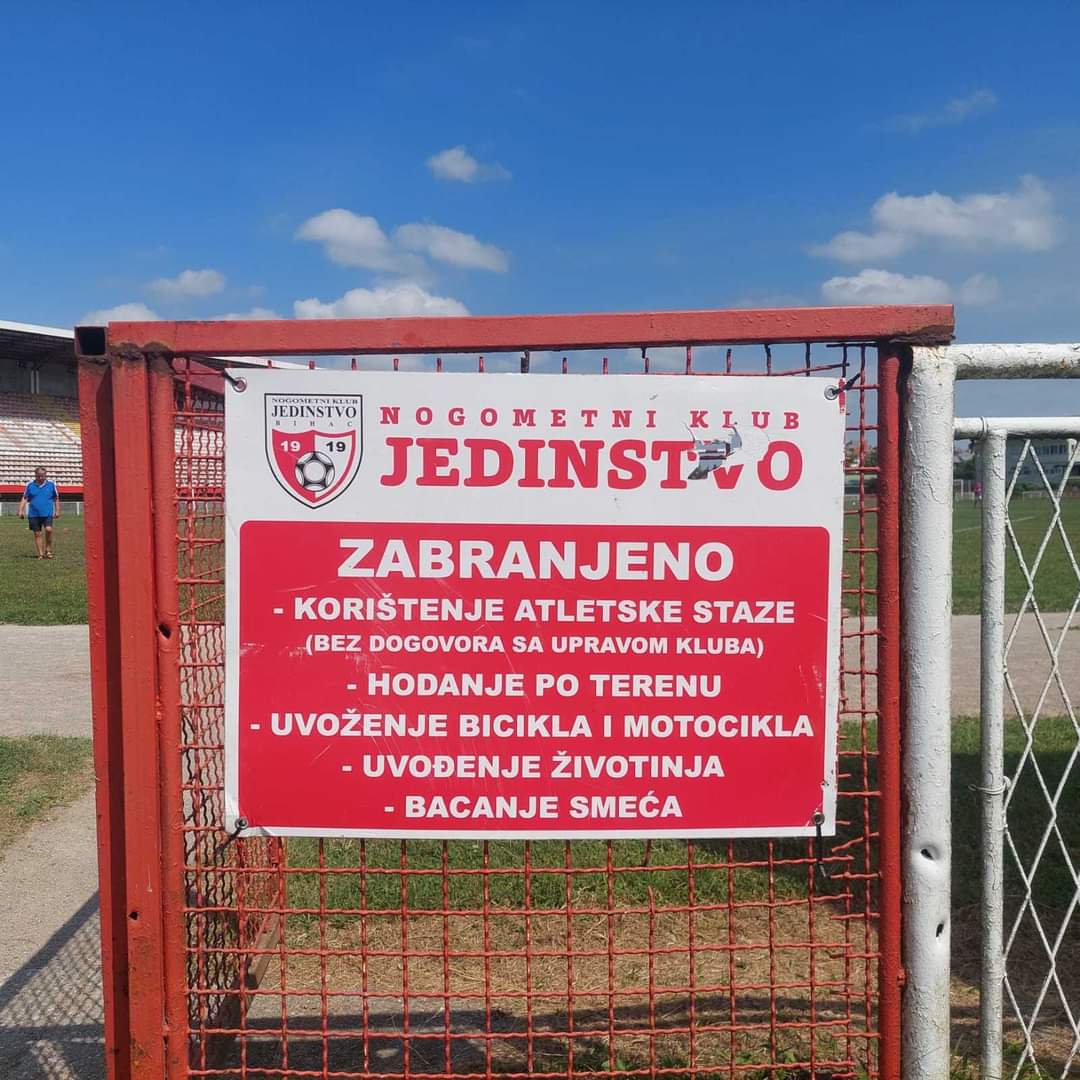 NOGOMETNI KLUB
JEDINSTVO
BIHAĆ
19 19
NOGOMETNI KLUB
JEDINSTVO
ZABRANJENO
- KORIŠTENJE ATLETSKE STAZE
(BEZ DOGOVORA SA UPRAVOM KLUBA)
- HODANJE PO TERENU
- UVOŽENJE BICIKLA I MOTOCIKLA
- UVOĐENJE ŽIVOTINJA
- BACANJE SMEĆA